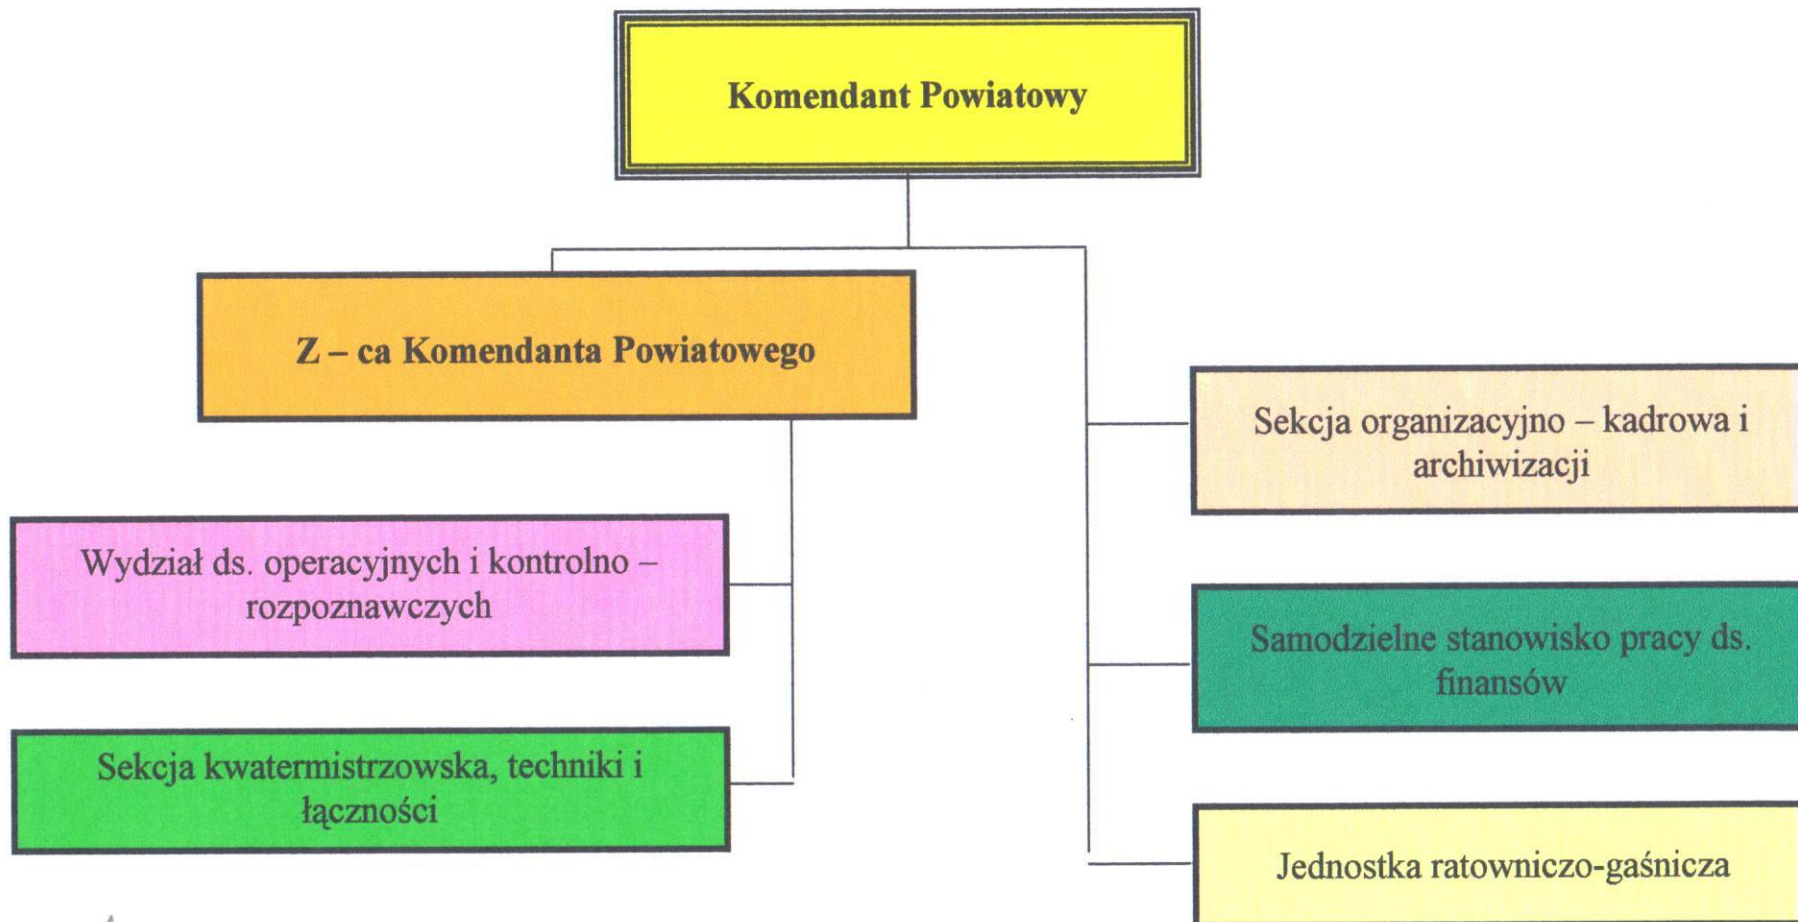 Komendant Powiatowy
Z – ca Komendanta Powiatowego
Wydział ds. operacyjnych i kontrolno –
rozpoznawczych
Sekcja kwatermistrzowska, techniki i
łączności
Sekcja organizacyjno – kadrowa i
archiwizacji
Samodzielne stanowisko pracy ds.
finansów
Jednostka ratowniczo-gaśnicza